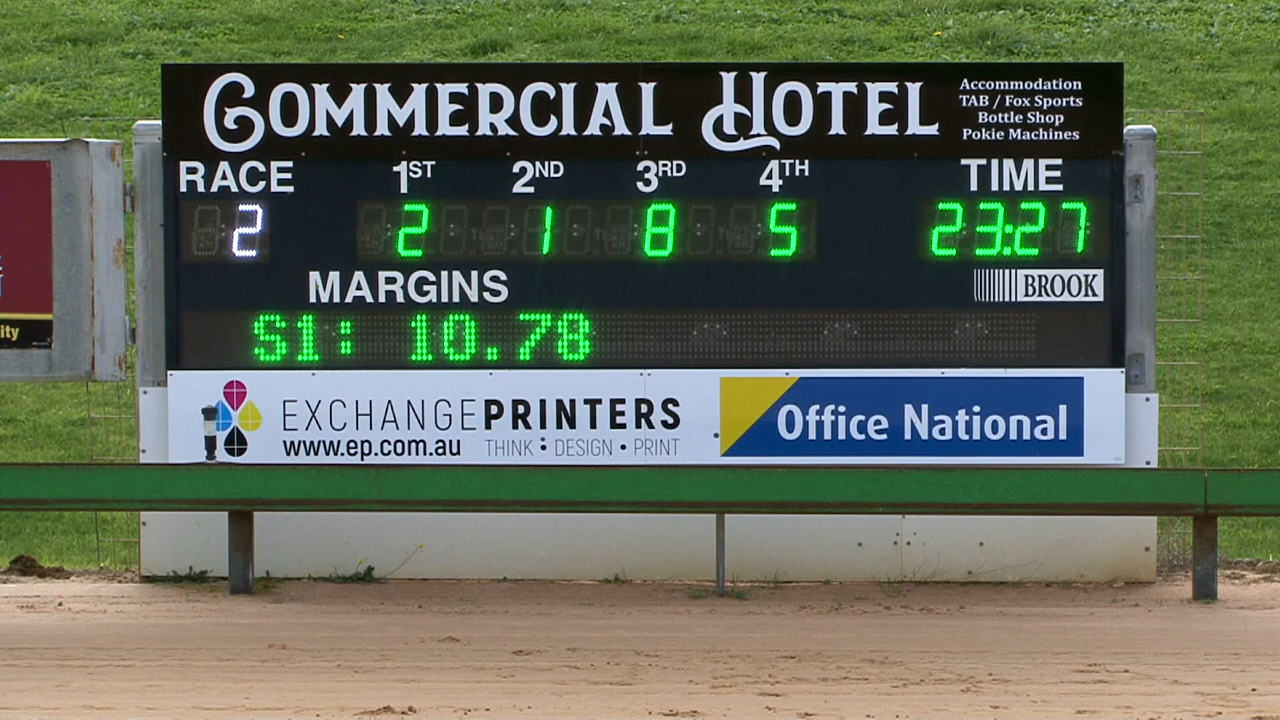 COMMERCIAL HOTEL
Accommodation
TAB / Fox Sports
Bottle Shop
Pokie Machines
RACE 1ST 2ND 3RD 4TH TIME
2 2 1 8 5 23:27
MARGINS
BROOK
S1: 10.78
EXCHANGEPRINTERS
www.ep.com.au THINK : DESIGN • PRINT
Office National
ity